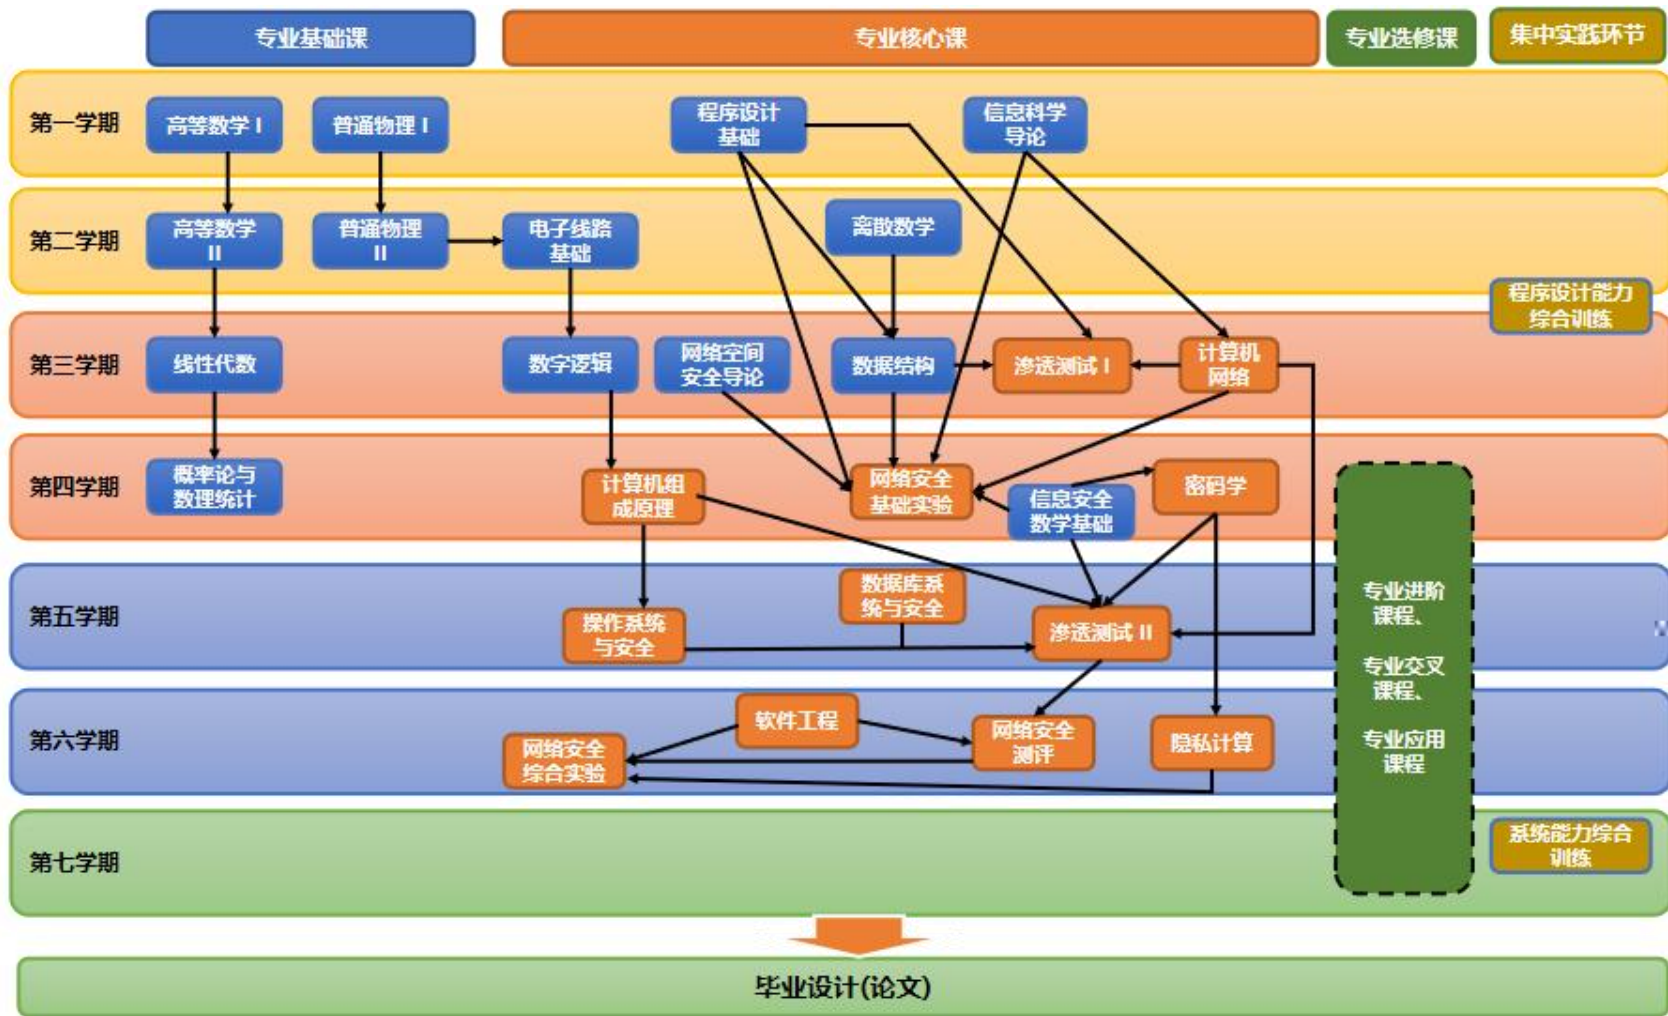 专业基础课
专业核心课
专业选修课
集中实践环节
第一学期
高等数学 I
普通物理 I
程序设计
基础
信息科学
导论
第二学期
高等数学
II
普通物理
II
电子线路
基础
离散数学
程序设计能力
综合训练
第三学期
线性代数
数字逻辑
网络空间
安全导论
数据结构
渗透测试 I
计算机
网络
第四学期
概率论与
数理统计
计算机组
成原理
网络安全
基础实验
信息安全
数学基础
密码学
第五学期
操作系统
与安全
数据库系
统与安全
渗透测试 II
专业进阶
课程、
专业交叉
课程、
专业应用
课程
第六学期
网络安全
综合实验
软件工程
网络安全
测评
隐私计算
第七学期
系统能力综合
训练
毕业设计(论文)